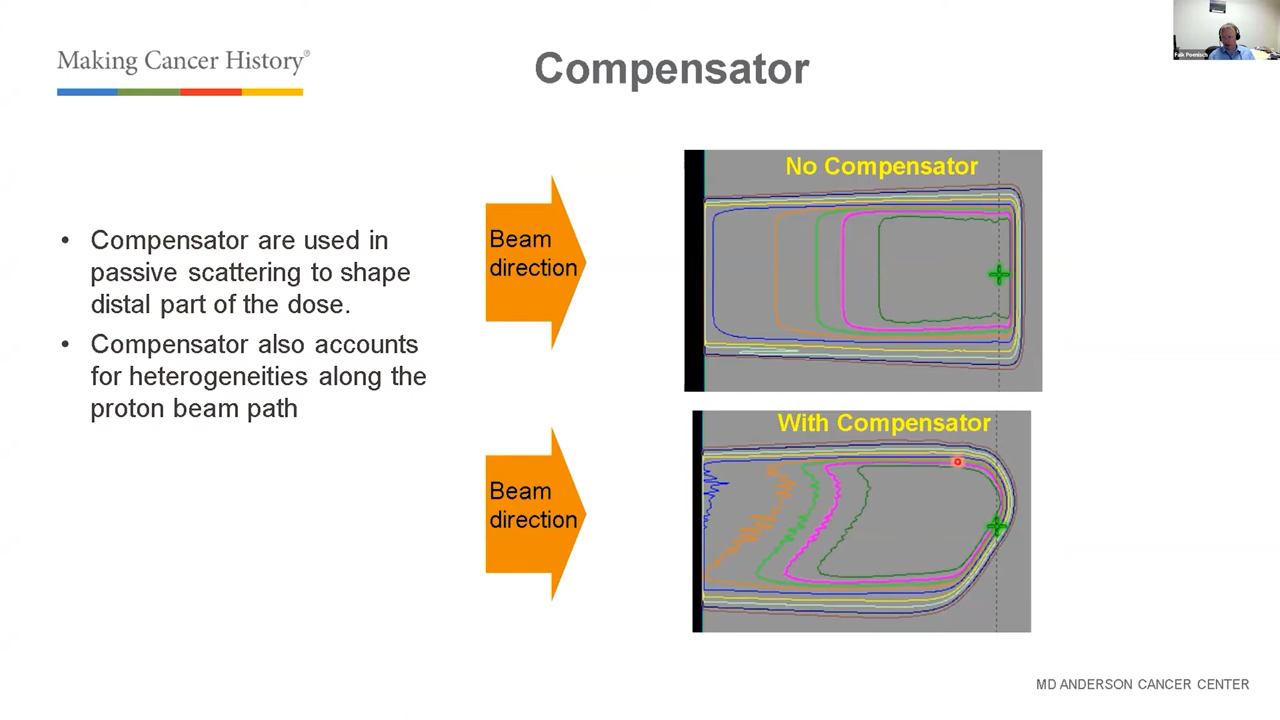 Making Cancer History®
Compensator
Falk Poenisch
• Compensator are used in
passive scattering to shape
distal part of the dose.
• Compensator also accounts
for heterogeneities along the
proton beam path
Beam
direction
No Compensator
Beam
direction
With Compensator
MD ANDERSON CANCER CENTER